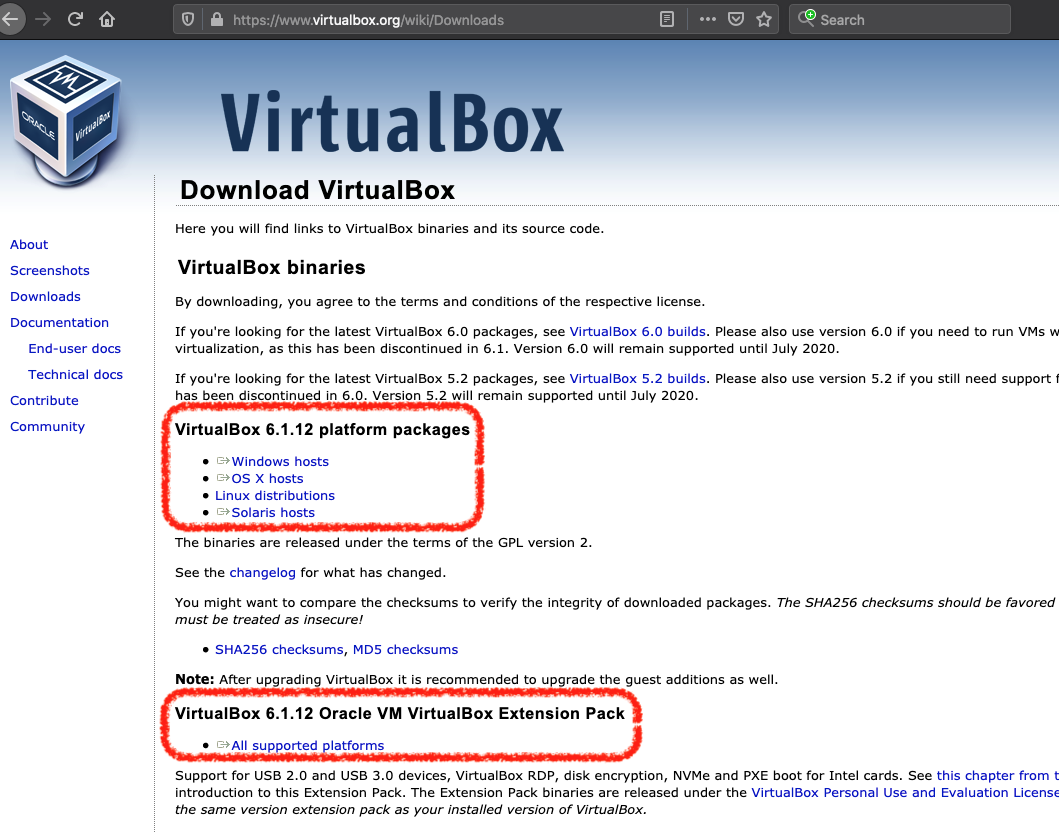 https://www.virtualbox.org/wiki/Downloads
Search
ORACLE
VirtualBox
VirtualBox
Download VirtualBox
Here you will find links to VirtualBox binaries and its source code.
About
Screenshots
Downloads
Documentation
End-user docs
Technical docs
Contribute
Community
VirtualBox binaries
By downloading, you agree to the terms and conditions of the respective license.
If you're looking for the latest VirtualBox 6.0 packages, see VirtualBox 6.0 builds. Please also use version 6.0 if you need to run VMs w
virtualization, as this has been discontinued in 6.1. Version 6.0 will remain supported until July 2020.
If you're looking for the latest VirtualBox 5.2 packages, see VirtualBox 5.2 builds. Please also use version 5.2 if you still need support f
has been discontinued in 6.0. Version 5.2 will remain supported until July 2020.
VirtualBox 6.1.12 platform packages
• Windows hosts
• OS X hosts
• Linux distributions
• Solaris hosts
The binaries are released under the terms of the GPL version 2.
See the changelog for what has changed.
You might want to compare the checksums to verify the integrity of downloaded packages. The SHA256 checksums should be favored
must be treated as insecure!
• SHA256 checksums, MD5 checksums
Note: After upgrading VirtualBox it is recommended to upgrade the guest additions as well.
VirtualBox 6.1.12 Oracle VM VirtualBox Extension Pack
• All supported platforms
Support for USB 2.0 and USB 3.0 devices, VirtualBox RDP, disk encryption, NVMe and PXE boot for Intel cards. See this chapter from t
introduction to this Extension Pack. The Extension Pack binaries are released under the VirtualBox Personal Use and Evaluation License
the same version extension pack as your installed version of VirtualBox.